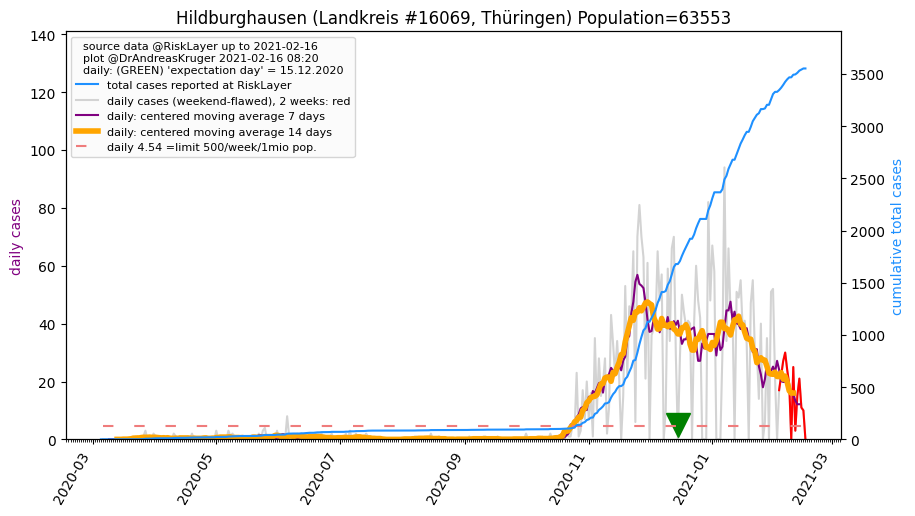 Hildburghausen (Landkreis #16069, Thüringen) Population=63553
source data @RiskLayer up to 2021-02-16
plot @DrAndreasKruger 2021-02-16 08:20
daily: (GREEN) 'expectation day' = 15.12.2020
total cases reported at RiskLayer
daily cases (weekend-flawed), 2 weeks: red
daily: centered moving average 7 days
daily: centered moving average 14 days
daily 4.54 =limit 500/week/1mio pop.
daily cases
140
120
100
80
60
40
20
0
cumulative total cases
3500
3000
2500
2000
1500
1000
500
0
2020-03
2020-05
2020-07
2020-09
2020-11
2021-01
2021-03